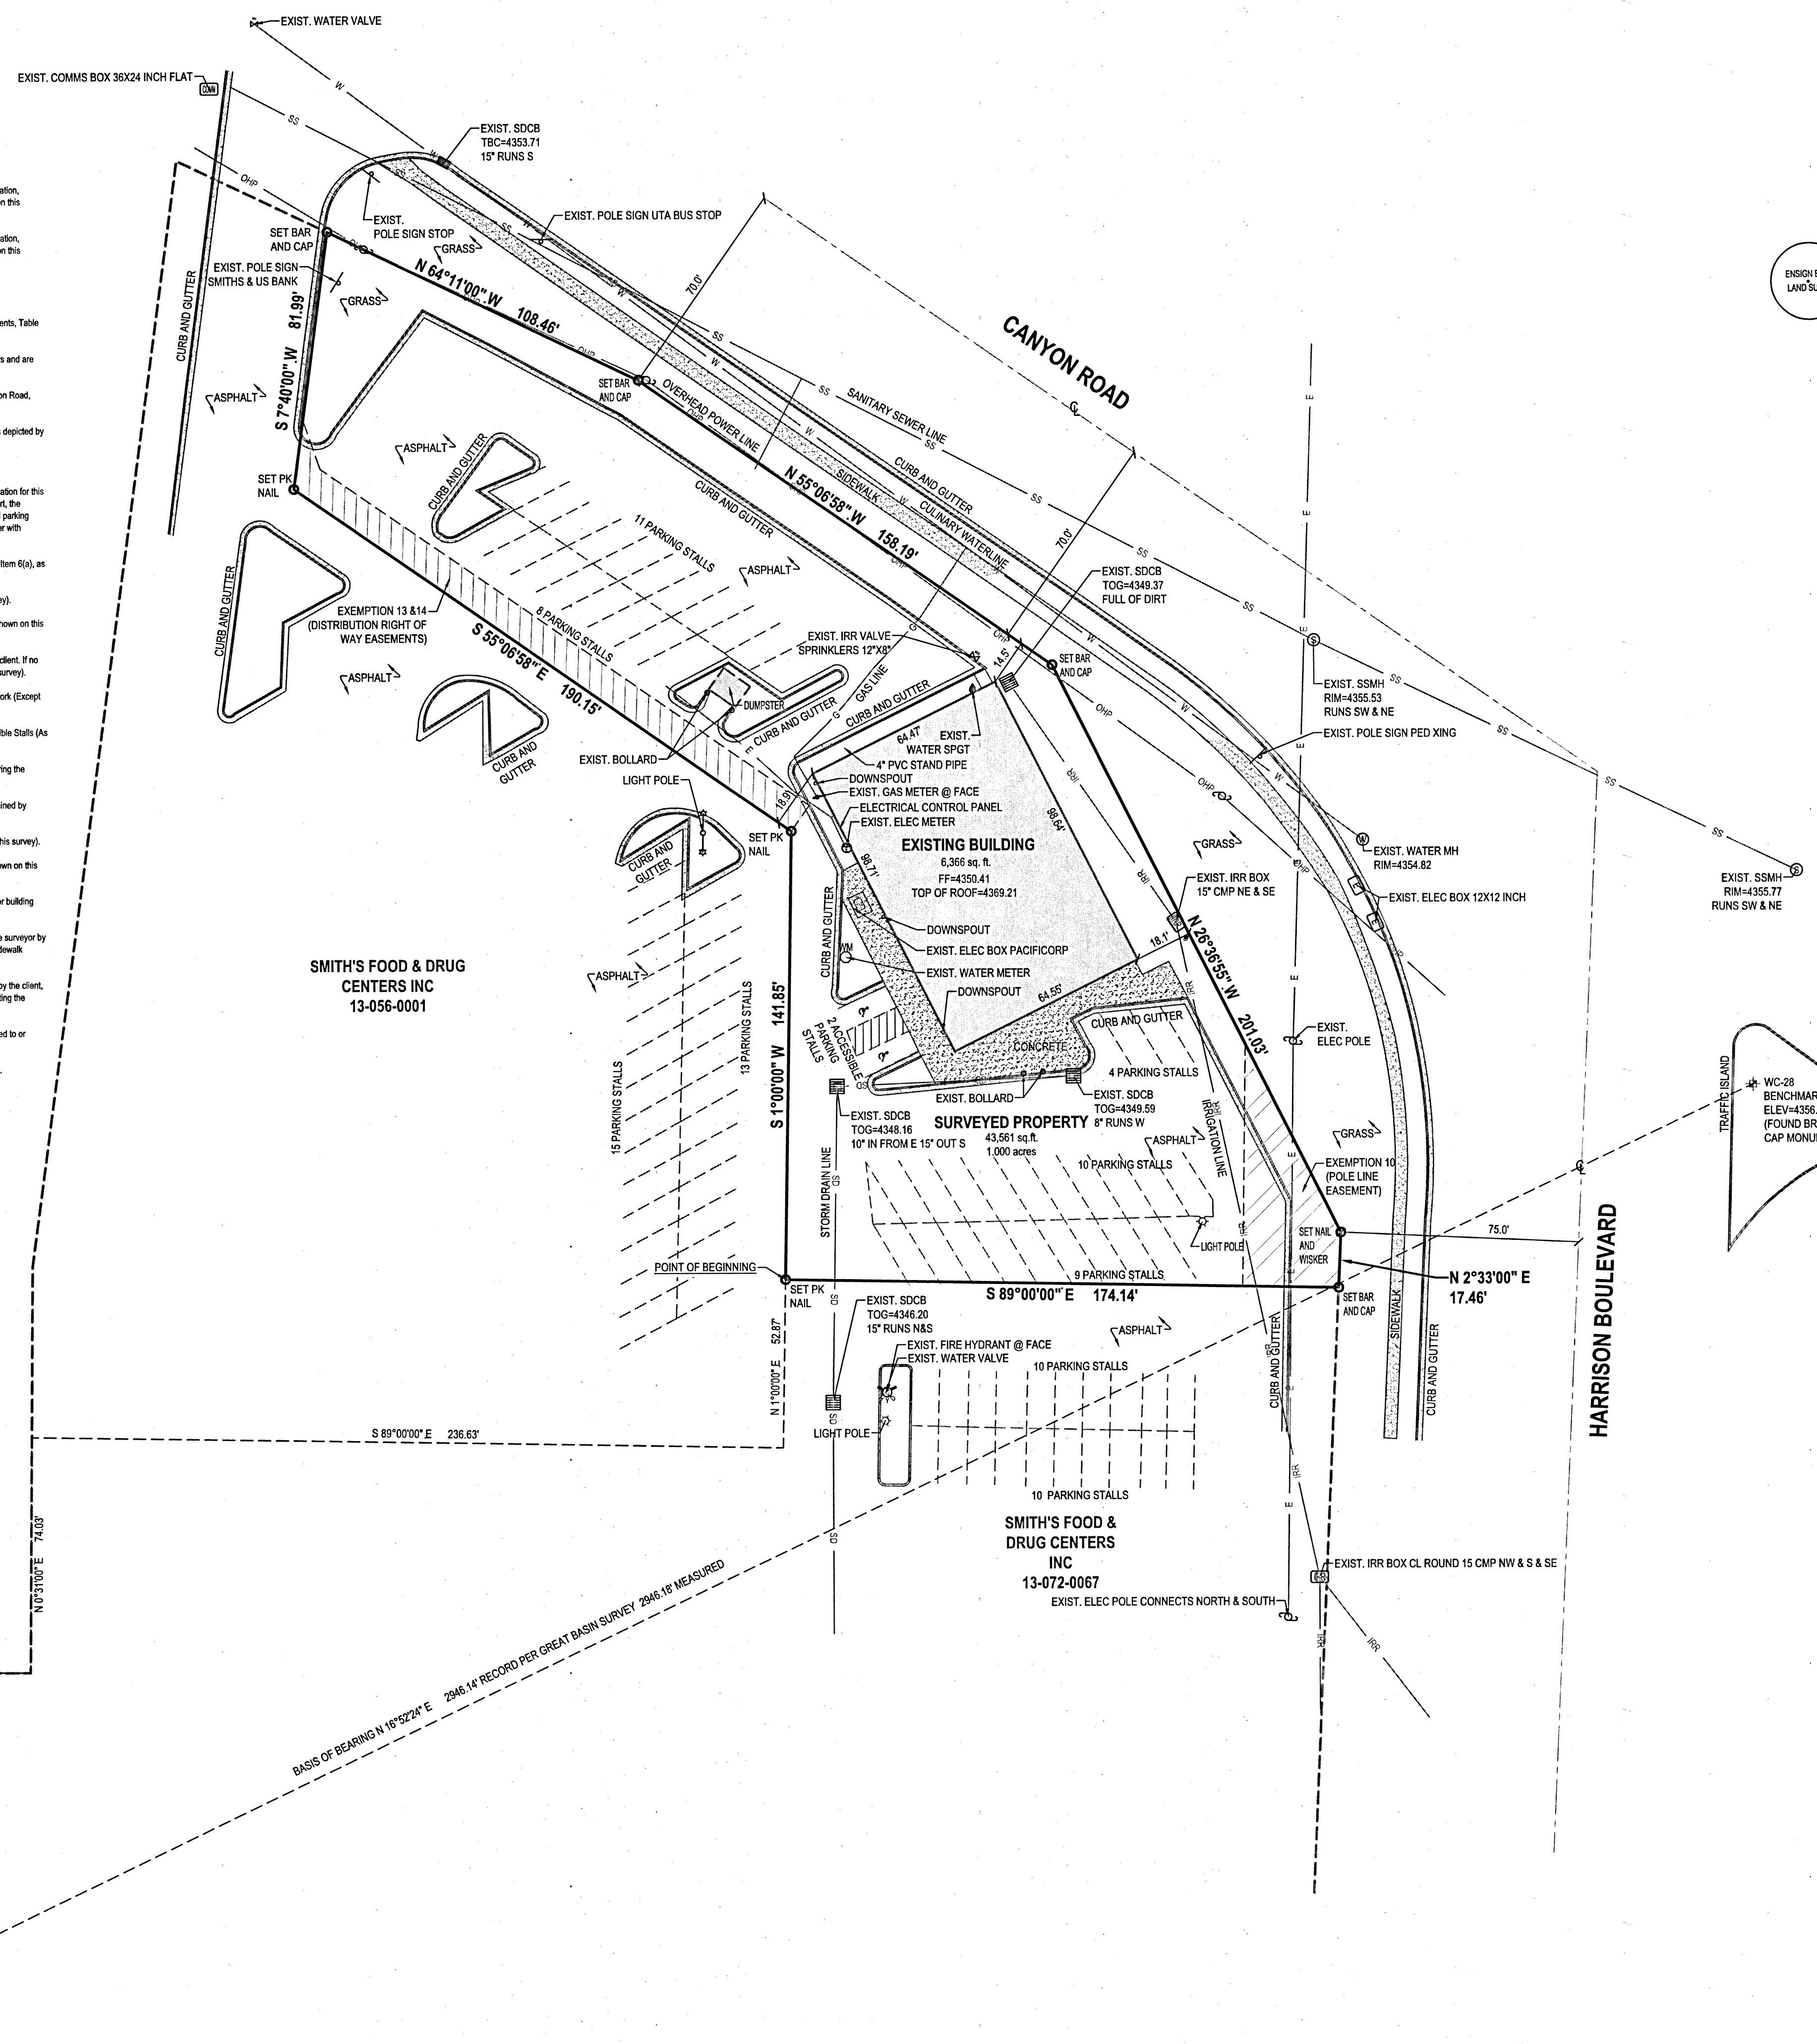 EXIST. WATER VALVE
EXIST. COMMS BOX 36X24 INCH FLAT
COMM
EXIST. SDCB
TBC=4353.71
15" RUNS S
EXIST. POLE SIGN UTA BUS STOP
EXIST.
POLE SIGN STOP
SET BAR
AND CAP
EXIST. POLE SIGN
SMITHS & US BANK
GRASS
GRASS
CURB AND GUTTER
S 7°40'00" W 81.99'
N 64°11'00" W 108.46'
70.0'
CANYON ROAD
ASPHALT
SET BAR
AND CAP
OVERHEAD POWER LINE
SANITARY SEWER LINE
CURB AND GUTTER
SIDEWALK
CULINARY WATERLINE
N 55°06'58" W 158.19'
70.0'
ASPHALT
CURB AND GUTTER
CURB AND GUTTER
SET PK
NAIL
11 PARKING STALLS
ASPHALT
8 PARKING STALLS
EXEMPTION 13 &14
(DISTRIBUTION RIGHT OF
WAY EASEMENTS)
S 55°06'58" E 190.15'
CURB AND GUTTER
ASPHALT
EXIST. SDCB
TOG=4349.37
FULL OF DIRT
EXIST. IRR VALVE
SPRINKLERS 12"X8"
14.5'
SET BAR
AND CAP
GAS LINE
DUMPSTER
CURB AND GUTTER
CURB AND GUTTER
CURB AND
GUTTER
EXIST. BOLLARD
LIGHT POLE
64.47'
EXIST.
WATER SPGT
4" PVC STAND PIPE
DOWNSPOUT
EXIST. GAS METER @ FACE
ELECTRICAL CONTROL PANEL
EXIST. ELEC METER
18.9'
SET PK
NAIL
98.71'
98.64'
EXISTING BUILDING
6,366 sq. ft.
FF=4350.41
TOP OF ROOF=4369.21
CURB AND
GUTTER
EXIST. SSMH
RIM=4355.53
RUNS SW & NE
EXIST. POLE SIGN PED XING
GRASS
EXIST. WATER MH
RIM=4354.82
EXIST. IRR BOX
15" CMP NE & SE
EXIST. ELEC BOX 12X12 INCH
EXIST. SSMH
RIM=4355.77
RUNS SW & NE
DOWNSPOUT
EXIST. ELEC BOX PACIFICORP
WM
EXIST. WATER METER
DOWNSPOUT
CURB AND GUTTER
18.1'
64.55'
N 26°36'55" W 201.03'
SMITH'S FOOD & DRUG
CENTERS INC
13-056-0001
ASPHALT
13 PARKING STALLS
S 1°00'00" W 141.85'
2 ACCESSIBLE
PARKING
STALLS
CURB AND GUTTER
CONCRETE
EXIST.
ELEC POLE
4 PARKING STALLS
15 PARKING STALLS
EXIST. BOLLARD
EXIST. SDCB
TOG=4349.59
8" RUNS W
EXIST. SDCB
TOG=4348.16
10" IN FROM E 15" OUT S
SURVEYED PROPERTY
43,561 sq.ft.
1.000 acres
ASPHALT
IRRIGATION LINE
GRASS
10 PARKING STALLS
EXEMPTION 10
(POLE LINE
EASEMENT)
STORM DRAIN LINE
LIGHT POLE
SET NAIL
AND
WISKER
75.0'
TRAFFIC ISLAND
WC-28
CAP
(FOUND
POINT OF BEGINNING
SET PK
NAIL
9 PARKING STALLS
S 89°00'00" E 174.14'
N 2°33'00" E
17.46'
SET BAR
AND CAP
HARRISON BOULEVARD
EXIST. SDCB
TOG=4346.20
15" RUNS N&S
N 1°00'00" E 52.87'
ASPHALT
EXIST. FIRE HYDRANT @ FACE
EXIST. WATER VALVE
10 PARKING STALLS
CURB AND GUTTER
SIDEWALK
CURB AND GUTTER
LIGHT POLE
S 89°00'00" E 236.63'
10 PARKING STALLS
SMITH'S FOOD &
DRUG CENTERS
INC
13-072-0067
N 0°31'00" E 74.03'
EXIST. IRR BOX CL ROUND 15 CMP NW & S & SE
EXIST. ELEC POLE CONNECTS NORTH & SOUTH
BASIS OF BEARING N 16°52'24" E 2946.14' RECORD PER GREAT BASIN SURVEY 2946.18' MEASURED